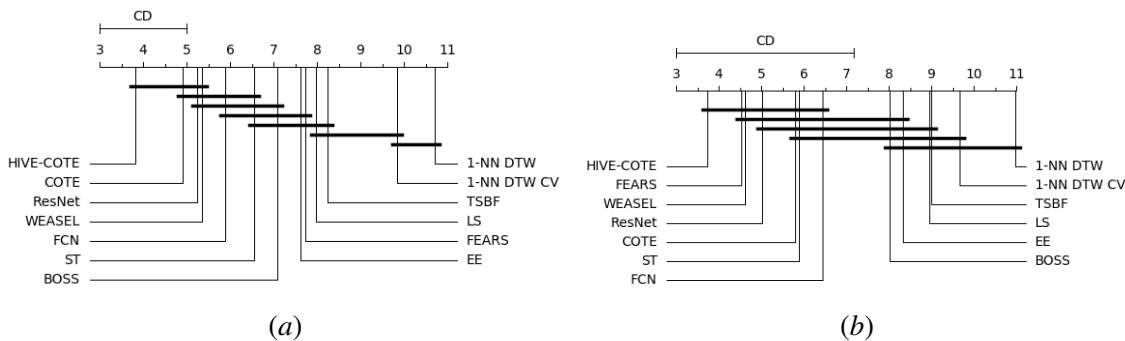 CD
3 4 5 6 7 8 9 10 11
HIVE-COTE
COTE
ResNet
WEASEL
FCN
ST
BOSS
1-NN DTW
1-NN DTW CV
TSBF
LS
FEARS
EE
(a)
CD
3 4 5 6 7 8 9 10 11
HIVE-COTE
FEARS
WEASEL
ResNet
COTE
ST
FCN
1-NN DTW
1-NN DTW CV
TSBF
LS
EE
BOSS
(b)